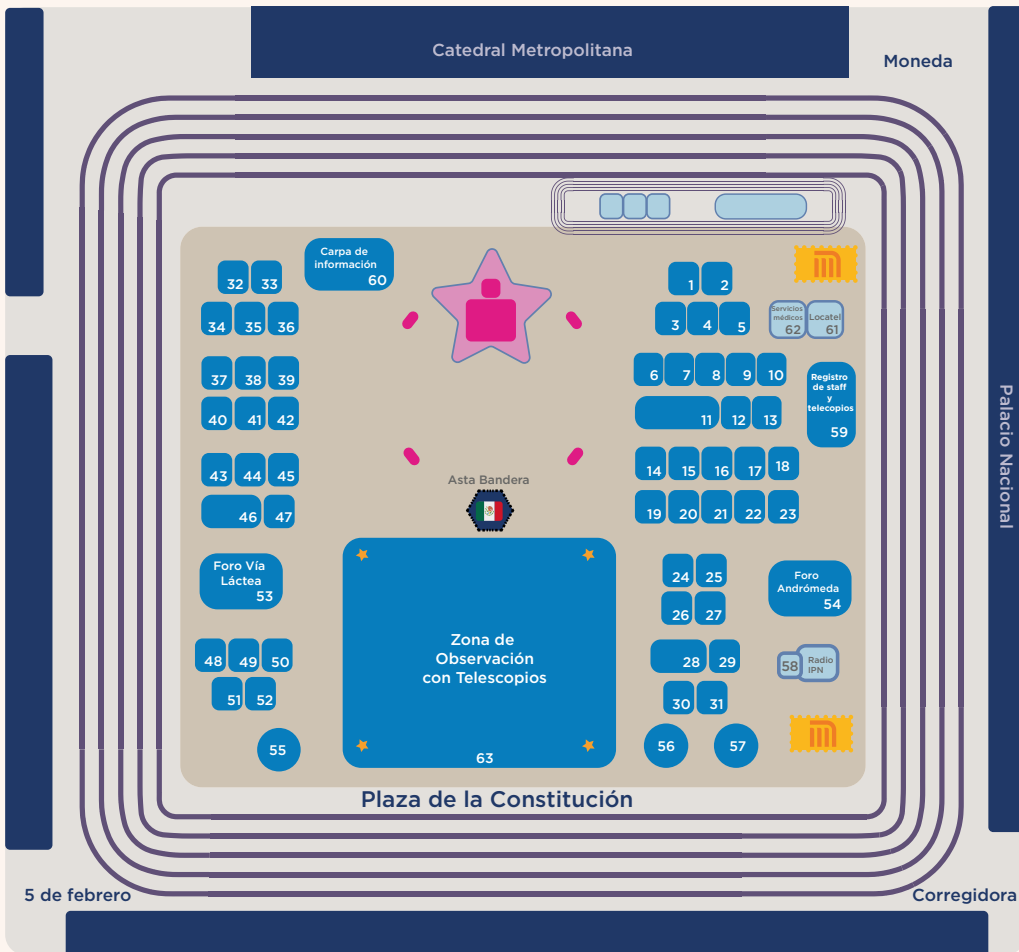 Catedral Metropolitana
Moneda
Carpa de
información
60
32 33
34 35 36
37 38 39
40 41 42
43 44 45
46 47
Foro Vía
Láctea
53
48 49 50
51 52
55
Asta Bandera
Zona de
Observación
con Telescopios
63
1 2
3 4 5
Servicios
médicos
62
Locatel
61
6 7 8 9 10
11 12 13
Registro
de staff
y
telecopios
59
14 15 16 17 18
19 20 21 22 23
24 25
26 27
Foro
Andrómeda
54
28 29
30 31
58
Radio
IPN
56
57
Palacio Nacional
Plaza de la Constitución
5 de febrero
Corregidora